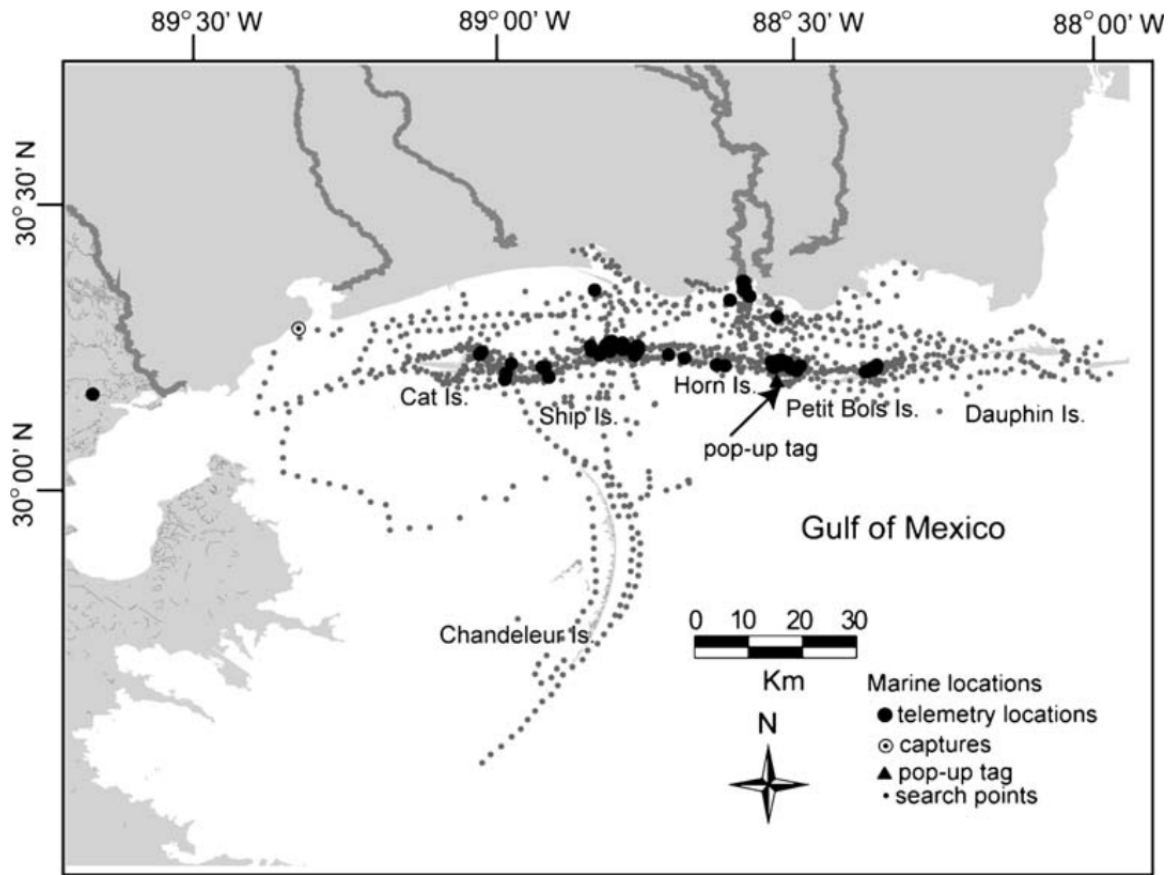 89° 30' W
89° 00' W
88° 30' W
88° 00' W
30° 30' N
30° 00' N
Cat Is.
Ship Is.
Horn Is.
Petit Bois Is.
Dauphin Is.
pop-up tag
Gulf of Mexico
Chandeleur Is.
0 10 20 30
Km
N
Marine locations
telemetry locations
captures
pop-up tag
search points